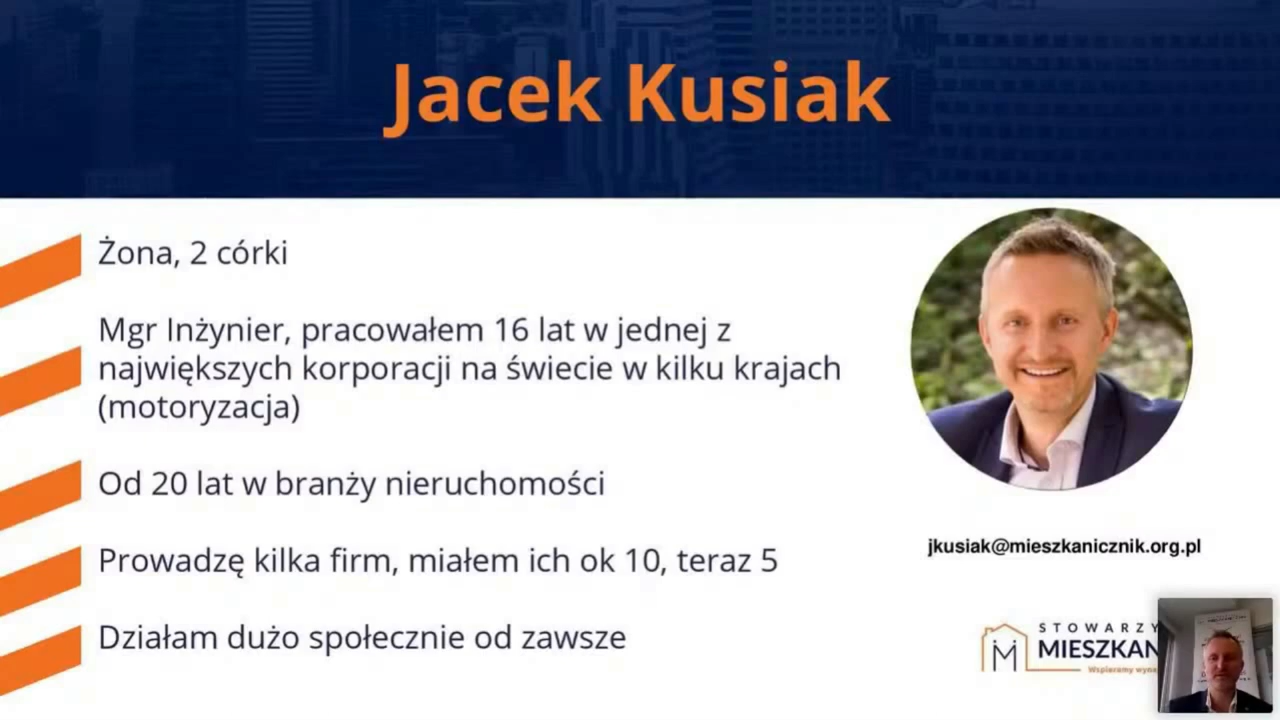 Jacek Kusiak
Żona, 2 córki
Mgr Inżynier, pracowałem 16 lat w jednej z
największych korporacji na świecie w kilku krajach
(motoryzacja)
Od 20 lat w branży nieruchomości
Prowadzę kilka firm, miałem ich ok 10, teraz 5
Działam dużo społecznie od zawsze
jkusiak@mieszkanicznik.org.pl
STOWARZY
MIESZKAN
Wspieramy wyna